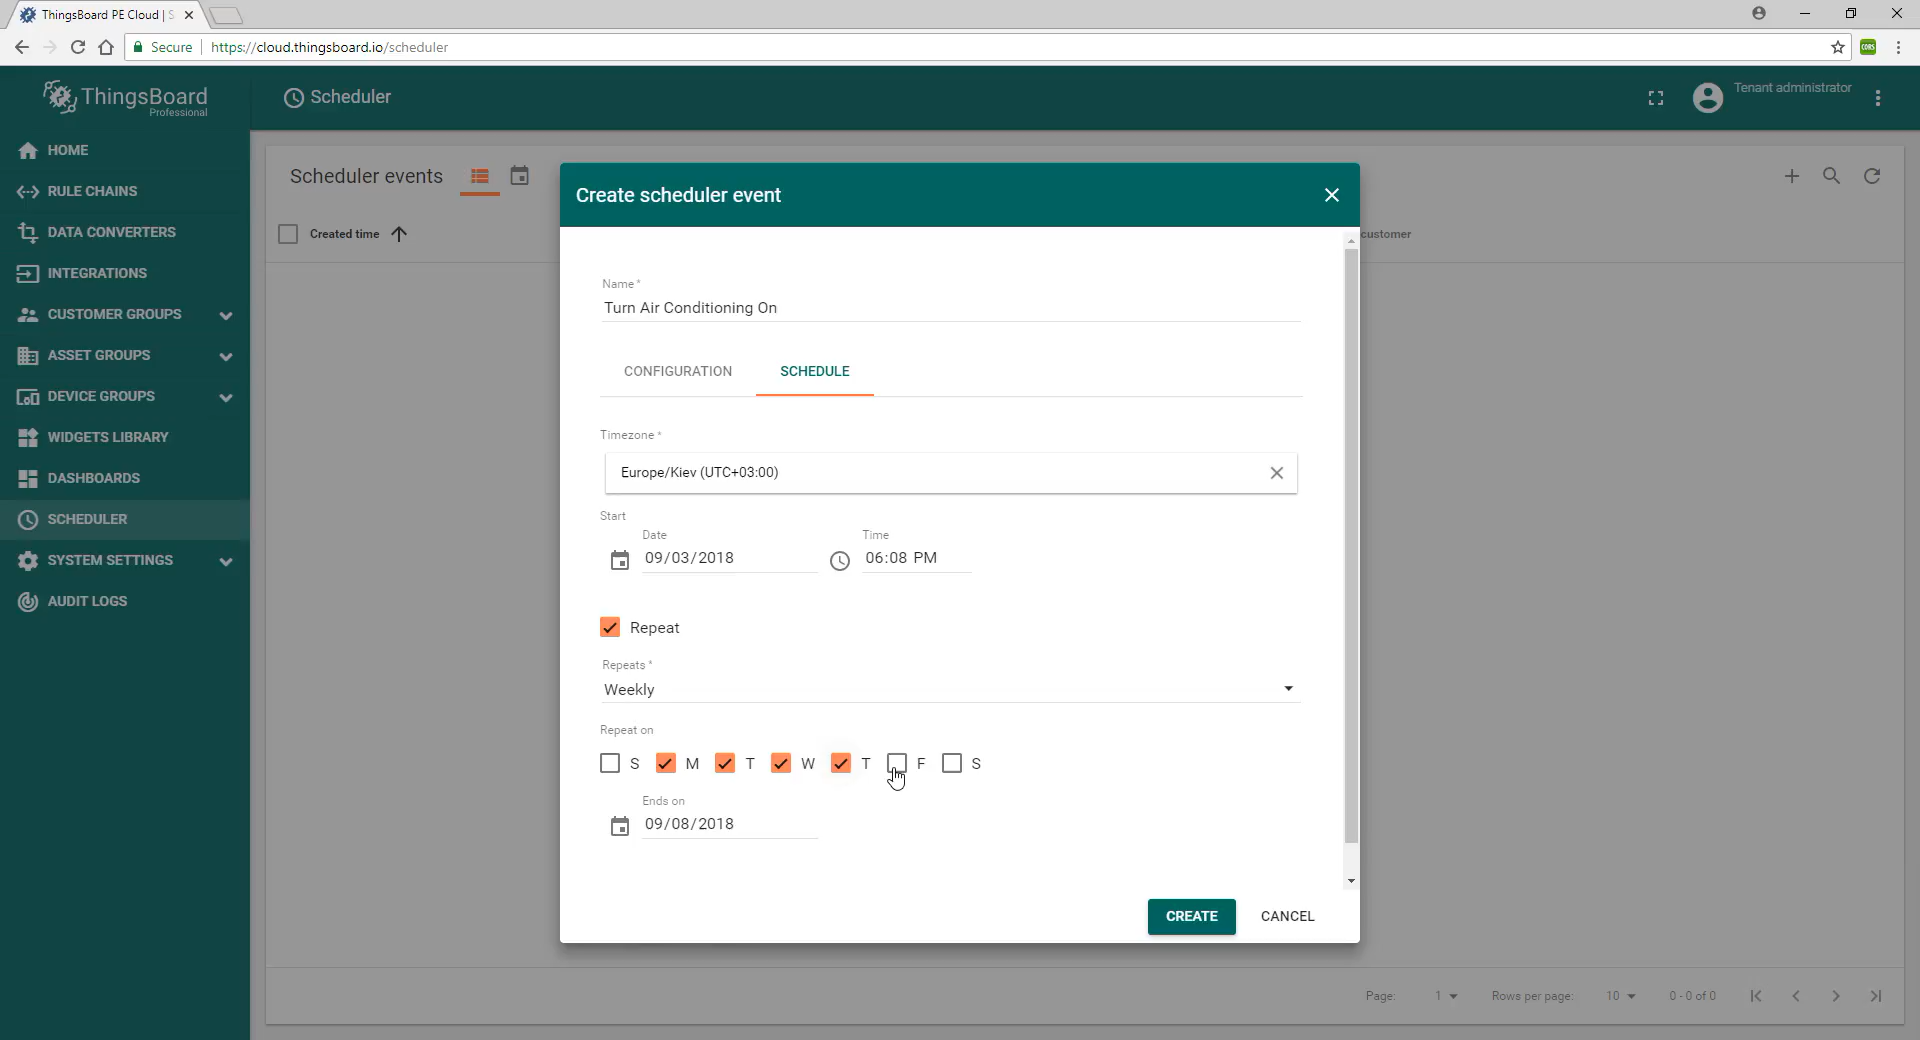 ThingsBoard PE Cloud | S
Secure https://cloud.thingsboard.io/scheduler
CORS
ThingsBoard
Professional
Scheduler
Tenant administrator
HOME
RULE CHAINS
DATA CONVERTERS
INTEGRATIONS
CUSTOMER GROUPS
ASSET GROUPS
DEVICE GROUPS
WIDGETS LIBRARY
DASHBOARDS
SCHEDULER
SYSTEM SETTINGS
AUDIT LOGS
Scheduler events
Created time
customer
Create scheduler event
Name *
Turn Air Conditioning On
CONFIGURATION SCHEDULE
Timezone *
Europe/Kiev (UTC+03:00)
Start
Date Time
09/03/2018 06:08 PM
Repeat
Repeats *
Weekly
Repeat on
S M T W T F S
Ends on
09/08/2018
CREATE CANCEL
Page: 1 Rows per page: 10 0 - 0 of 0